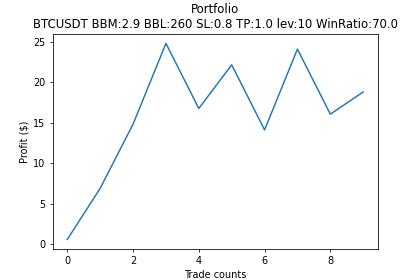 Portfolio
BTCUSDT BBM:2.9 BBL:260 SL:0.8 TP:1.0 lev:10 WinRatio:70.0
25
20
15
10
5
0
Profit ($)
0 2 4 6 8
Trade counts